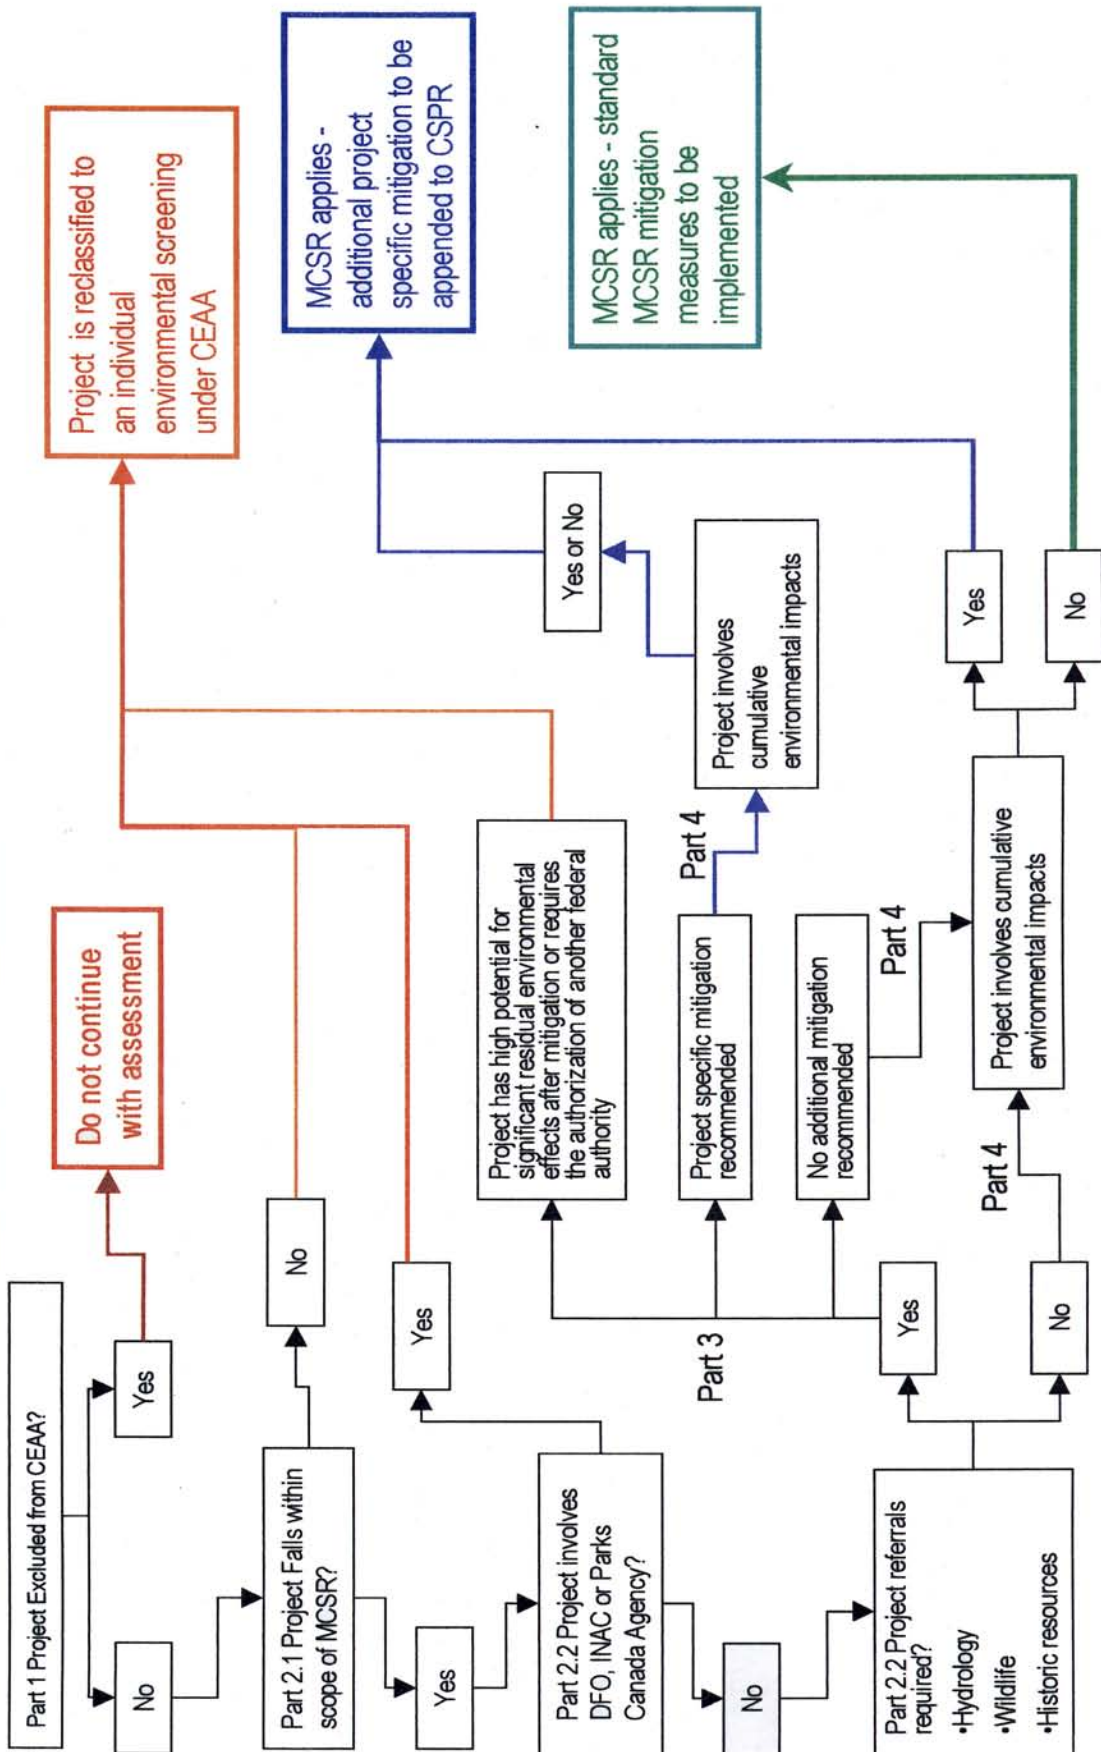 Part 1 Project Excluded from CEAA?
No
Yes
Do not continue
with assessment
Part 2.1 Project Falls within
scope of MCSR?
No
Yes
Project is reclassified to
an individual
environmental screening
under CEAA
Part 2.2 Project involves
DFO, INAC or Parks
Canada Agency?
Yes
No
Part 2.2 Project referrals
required?
•Hydrology
•Wildlife
•Historic resources
Yes
No
Part 3
Project has high potential for
significant residual environmental
effects after mitigation or requires
the authorization of another federal
authority
Project specific mitigation
recommended
No additional mitigation
recommended
Part 4
Part 4
Part 4
Project involves
cumulative
environmental impacts
Yes or No
MCSR applies -
additional project
specific mitigation to be
appended to CSPR
Project involves cumulative
environmental impacts
Yes
No
MCSR applies - standard
MCSR mitigation
measures to be
implemented